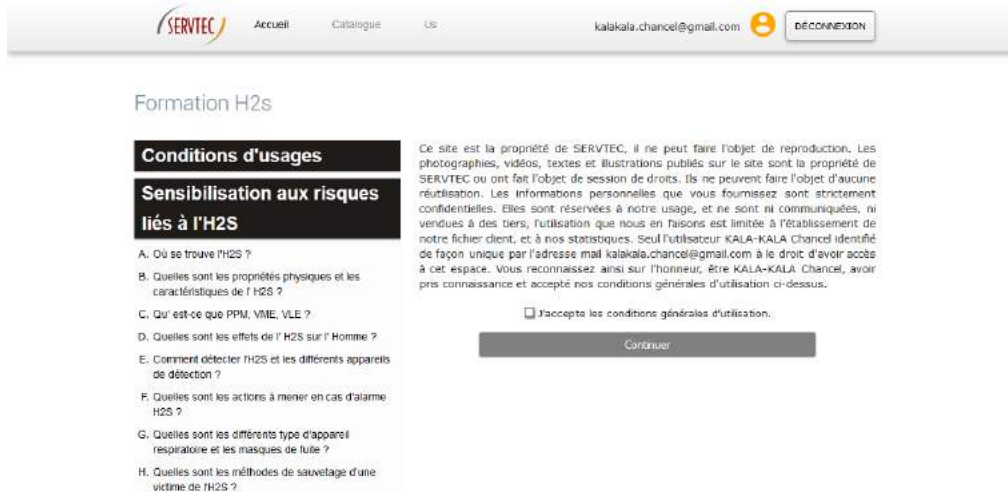 SERVTEC
Accueil
Catalogue
Us
kalakala.chancel@gmail.com
DÉCONNEXION
Formation H2s
Conditions d'usages
Sensibilisation aux risques
liés à l'H2S
A. Où se trouve l'H2S ?
B. Quelles sont les propriétés physiques et les
caractéristiques de l' H2S ?
C. Qu' est-ce que PPM, VME, VLE ?
D. Quelles sont les effets de l' H2S sur l' Homme ?
E. Comment détecter l'H2S et les différents appareils
de détection ?
F. Quelles sont les actions à mener en cas d'alarme
H2S ?
G. Quelles sont les différents type d'appareil
respiratoire et les masques de fuite ?
H. Quelles sont les méthodes de sauvetage d'une
victime de l'H2S ?
Ce site est la propriété de SERVTEC, il ne peut faire l'objet de reproduction. Les
photographies, vidéos, textes et illustrations publiés sur le site sont la propriété de
SERVTEC ou ont fait l'objet de session de droits. Ils ne peuvent faire l'objet d'aucune
réutilisation. Les informations personnelles que vous fournissez sont strictement
confidentielles. Elles sont réservées à notre usage, et ne sont ni communiquées, ni
vendues à des tiers, l'utilisation que nous en faisons est limitée à l'établissement de
notre fichier client, et à nos statistiques. Seul l'utilsateur KALA-KALA Chancel identifé
de façon unique par l'adresse mail kalakala.chancel@gmail.com à le droit d'avoir accès
à cet espace. Vous reconnaissez ainsi sur l'honneur, être KALA-KALA Chancel, avoir
pris connaissance et accepté nos conditions générales d'utilisation ci-dessus.
J'accepte les conditions générales d'utilisation.
Continuer